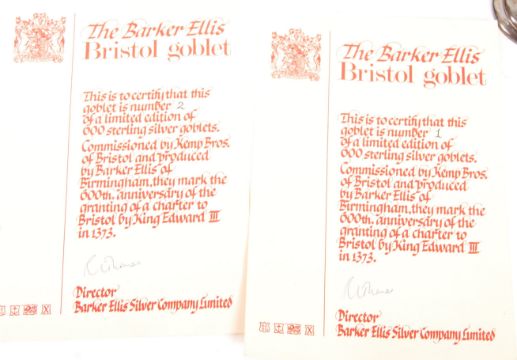 The Barker Ellis
Bristol goblet
This is to certify that this
goblet is number 2
of a limited edition of
600 sterling silver goblets.
Commissioned by Kemp Bros.
of Bristol and produced
by Barker Ellis of
Birmingham, they mark the
600th. anniversary of the
granting of a charter to
Bristol by King Edward III
in 1373.
Director
Barker Ellis Silver Company Limited
The Barker Ellis
Bristol goblet
This is to certify that this
goblet is number 1
of a limited edition of
600 sterling silver goblets.
Commissioned by Kemp Bros.
of Bristol and produced
by Barker Ellis of
Birmingham, they mark the
600th. anniversary of the
granting of a charter to
Bristol by King Edward III
in 1373.
Director
Barker Ellis Silver Company Limited